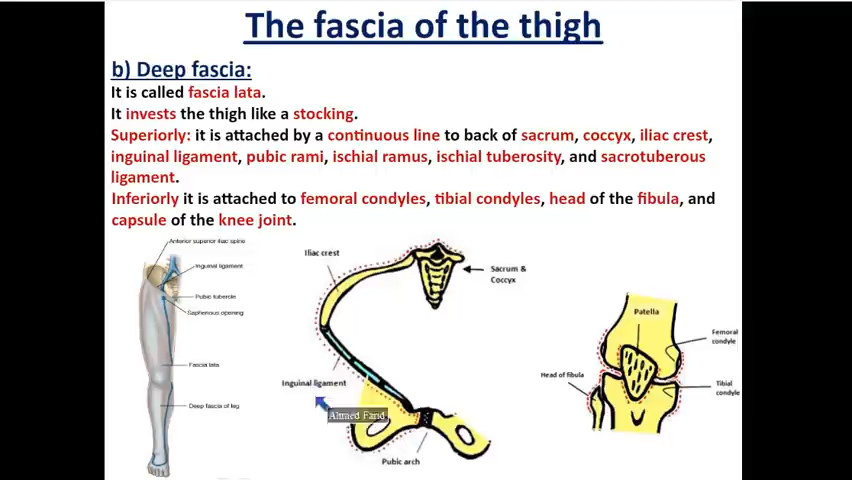 The fascia of the thigh
b) Deep fascia:
It is called fascia lata.
It invests the thigh like a stocking.
Superiorly: it is attached by a continuous line to back of sacrum, coccyx, iliac crest,
inguinal ligament, pubic rami, ischial ramus, ischial tuberosity, and sacrotuberous
ligament.
Inferiorly it is attached to femoral condyles, tibial condyles, head of the fibula, and
capsule of the knee joint.
Anterior superior iliac spine
Inguinal ligament
Pubic tubercle
Saphenous opening
Fascia lata
Deep fascia of leg
Iliac crest
Sacrum &
Coccyx
Inguinal ligament
Ahmed Farid
Pubic arch
Patella
Femoral
condyle
Head of fibula
Tibial
condyle